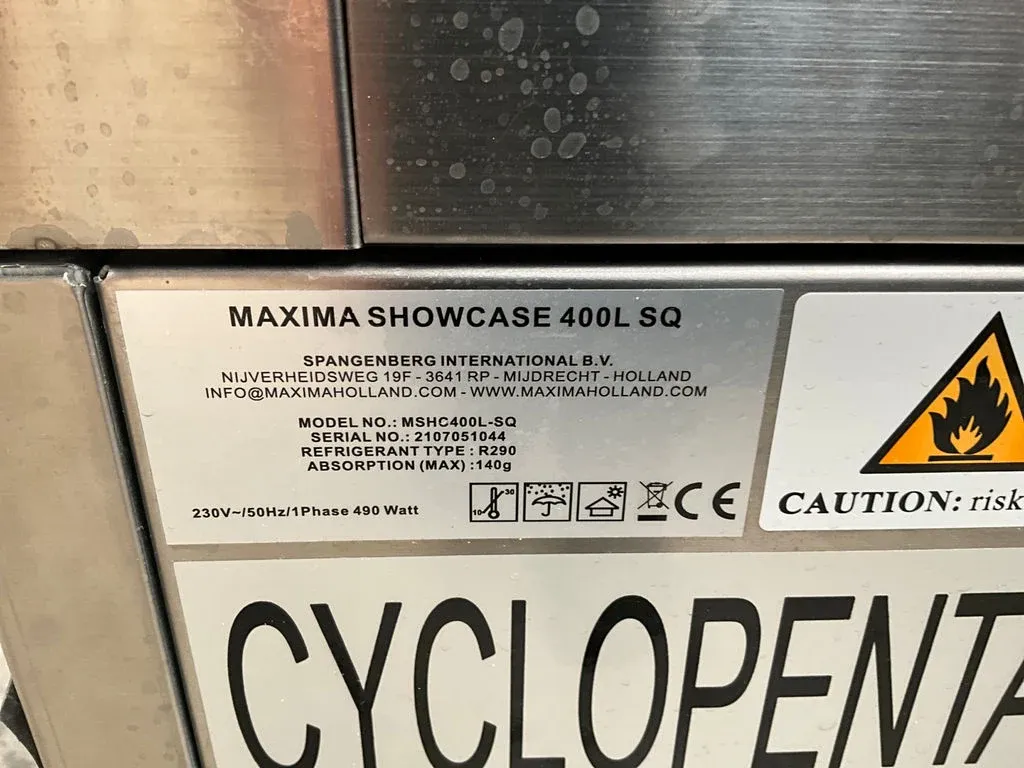 MAXIMA SHOWCASE 400L SQ
SPANGENBERG INTERNATIONAL B.V.
NIJVERHEIDSWEG 19F - 3641 RP - MIJDRECHT - HOLLAND
INFO@MAXIMAHOLLAND.COM - WWW.MAXIMAHOLLAND.COM
MODEL NO.: MSHC400L-SQ
SERIAL NO.: 2107051044
REFRIGERANT TYPE : R290
ABSORPTION (MAX) :140g
230V~/50Hz/1Phase 490 Watt
10 30
CE
CAUTION: risk
CYCLOPENTA